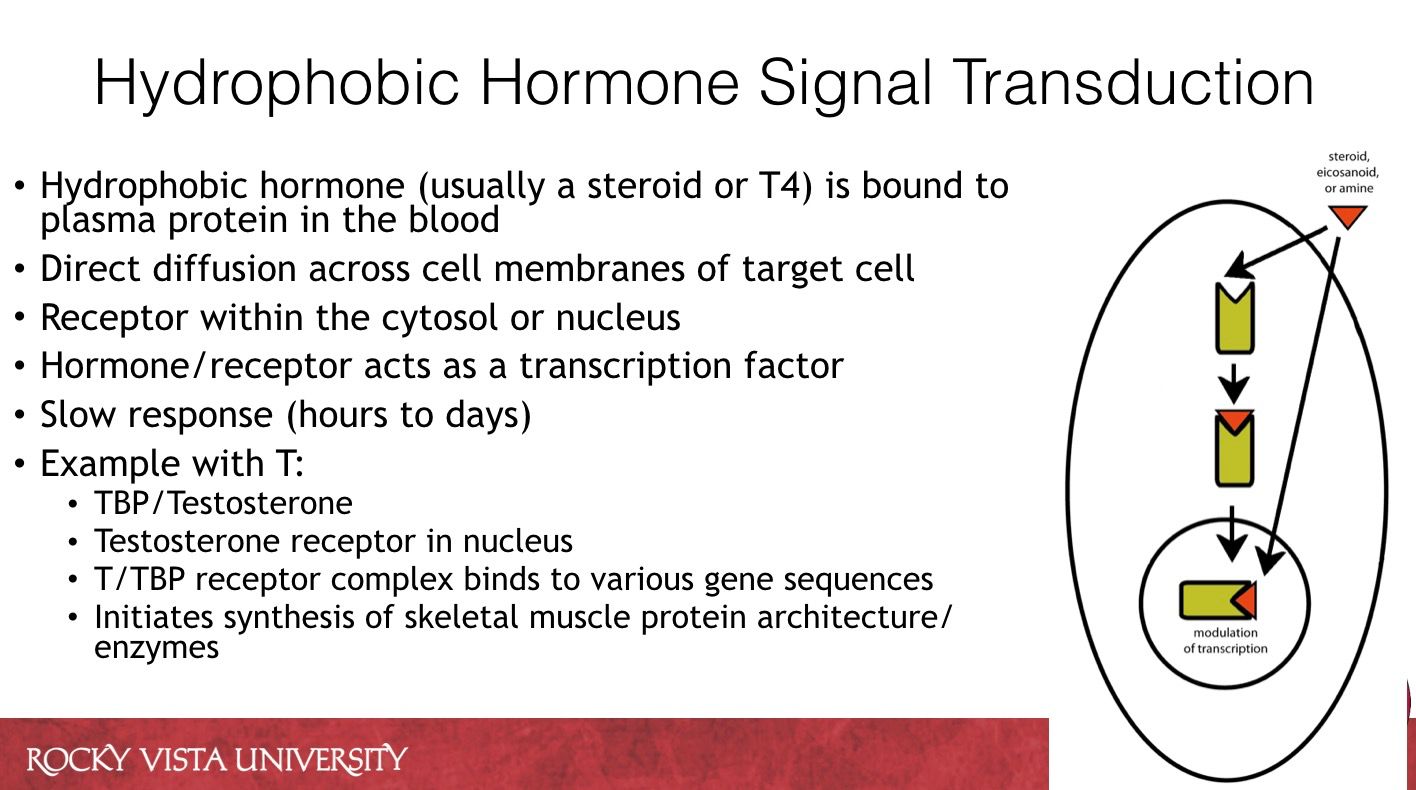 Hydrophobic Hormone Signal Transduction
• Hydrophobic hormone (usually a steroid or T4) is bound to
plasma protein in the blood
• Direct diffusion across cell membranes of target cell
• Receptor within the cytosol or nucleus
• Hormone/receptor acts as a transcription factor
• Slow response (hours to days)
• Example with T:
• TBP/Testosterone
• Testosterone receptor in nucleus
• T/TBP receptor complex binds to various gene sequences
• Initiates synthesis of skeletal muscle protein architecture/
enzymes
steroid,
eicosanoid,
or amine
modulation
of transcription
ROCKY VISTA UNIVERSITY